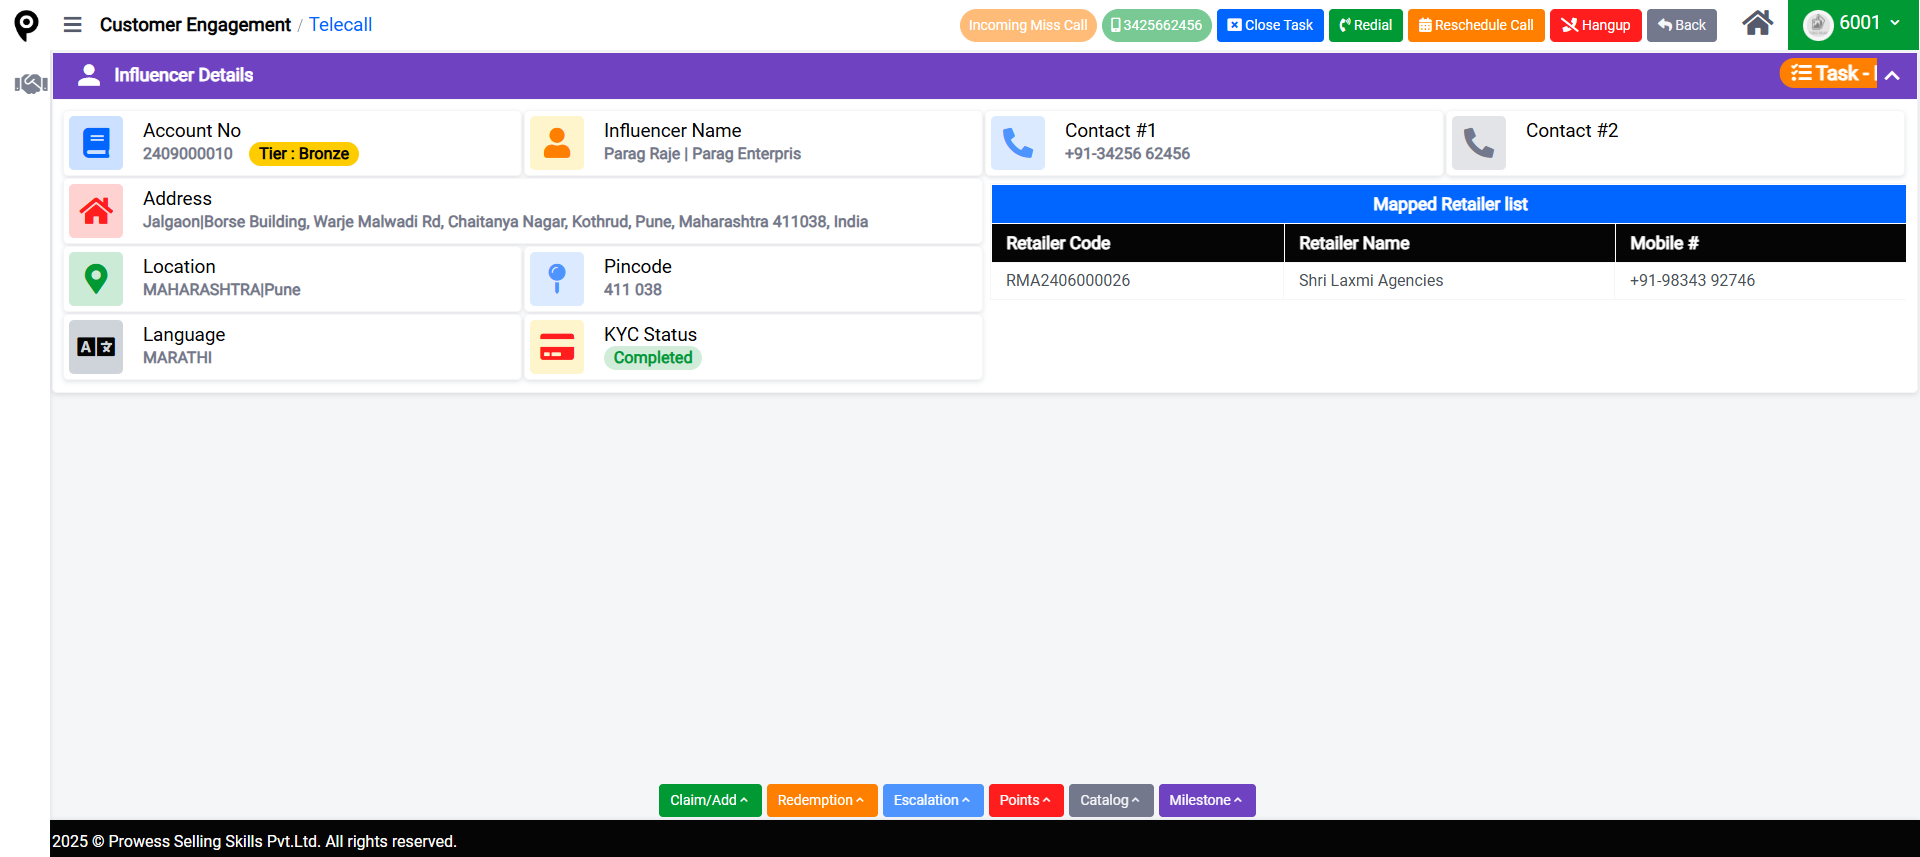 Customer Engagement / Telecall
Incoming Miss Call
3425662456
Close Task
Redial
Reschedule Call
Hangup
Back
6001
Influencer Details
Task -
Account No
2409000010 Tier : Bronze
Influencer Name
Parag Raje | Parag Enterpris
Contact #1
+91-34256 62456
Contact #2
Address
Jalgaon|Borse Building, Warje Malwadi Rd, Chaitanya Nagar, Kothrud, Pune, Maharashtra 411038, India
Mapped Retailer list
Retailer Code Retailer Name Mobile #
RMA2406000026 Shri Laxmi Agencies +91-98343 92746
Location
MAHARASHTRA|Pune
Pincode
411 038
Language
MARATHI
KYC Status
Completed
Claim/Add
Redemption
Escalation
Points
Catalog
Milestone
2025 © Prowess Selling Skills Pvt.Ltd. All rights reserved.